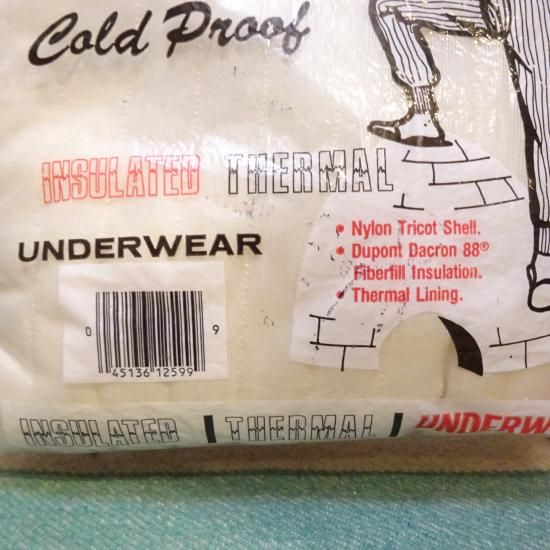 Cold Proof
INSULATED THERMAL
UNDERWEAR
• Nylon Tricot Shell.
• Dupont Dacron 88®
Fiberfill Insulation.
• Thermal Lining.
0 45136 12599 9
INSULATED | THERMAL | UNDERW